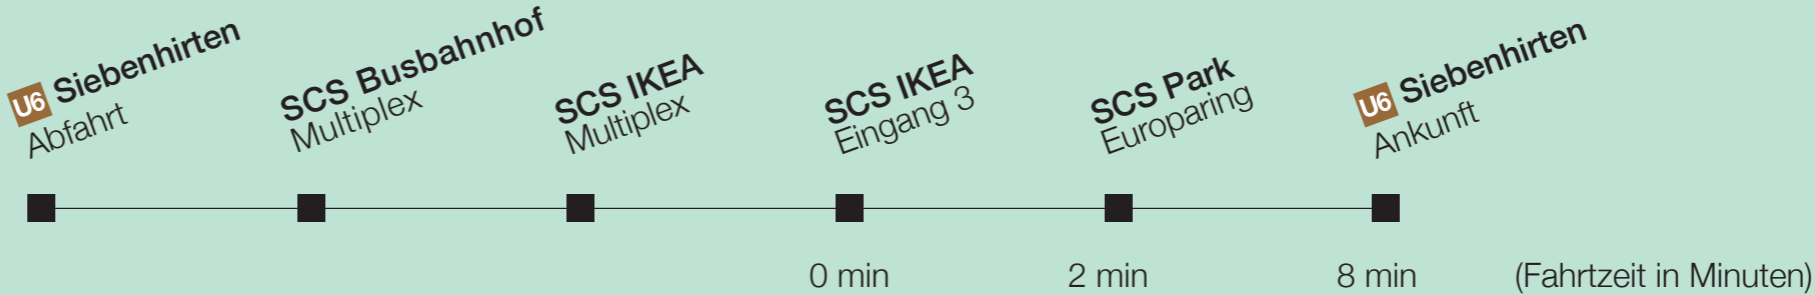 U6 Siebenhirten
Abfahrt
SCS Busbahnhof
Multiplex
SCS IKEA
Multiplex
SCS IKEA
Eingang 3
SCS Park
Europaring
U6 Siebenhirten
Ankunft
0 min 2 min 8 min (Fahrtzeit in Minuten)